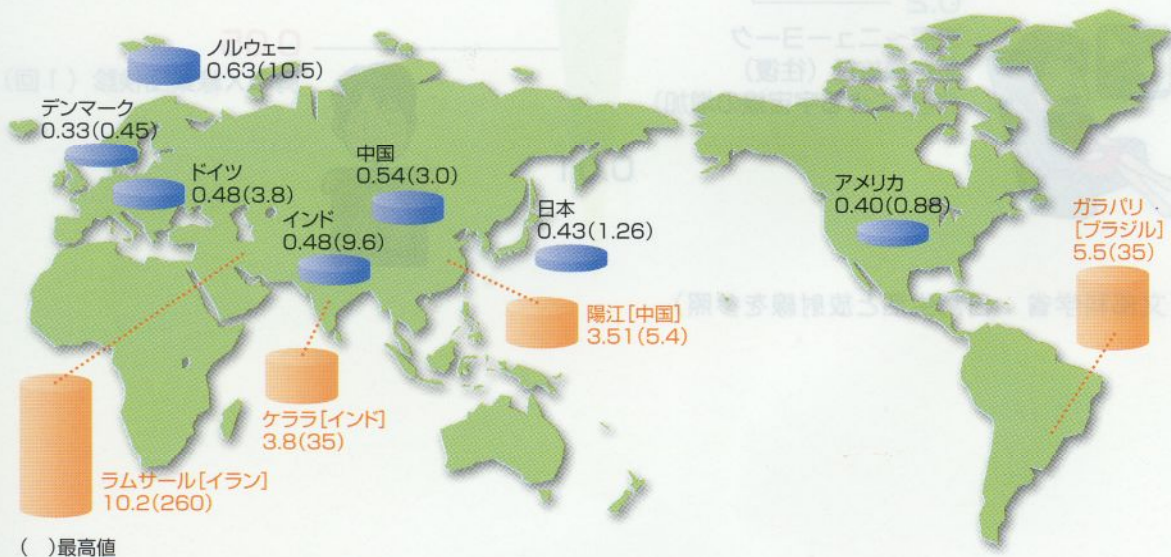 ノルウェー
0.63(10.5)
デンマーク
0.33(0.45)
ドイツ
0.48(3.8)
中国
0.54(3.0)
インド
0.48(9.6)
日本
0.43(1.26)
アメリカ
0.40(0.88)
ガラパリ
[ブラジル]
5.5(35)
陽江[中国]
3.51(5.4)
ケララ[インド]
3.8(35)
ラムサール[イラン]
10.2(260)
( )最高値